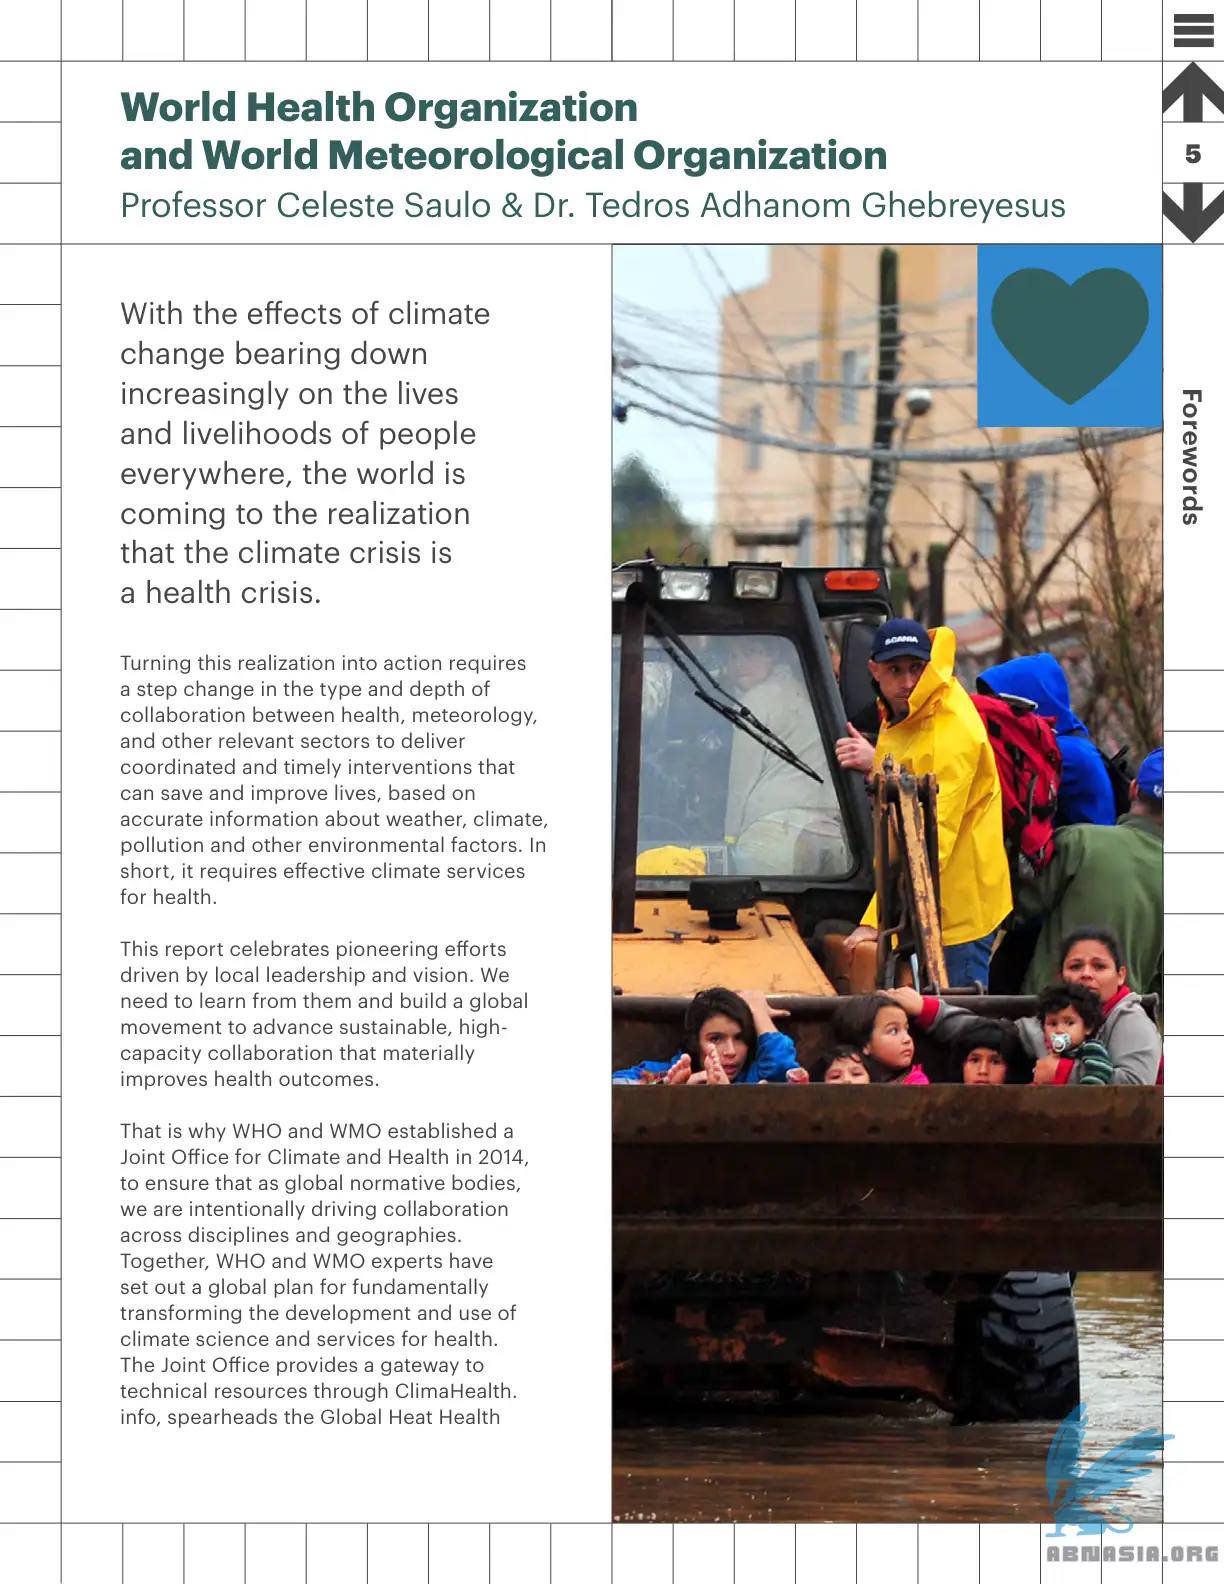 World Health Organization
and World Meteorological Organization
Professor Celeste Saulo & Dr. Tedros Adhanom Ghebreyesus
5
Forewords
With the effects of climate
change bearing down
increasingly on the lives
and livelihoods of people
everywhere, the world is
coming to the realization
that the climate crisis is
a health crisis.
Turning this realization into action requires
a step change in the type and depth of
collaboration between health, meteorology,
and other relevant sectors to deliver
coordinated and timely interventions that
can save and improve lives, based on
accurate information about weather, climate,
pollution and other environmental factors. In
short, it requires effective climate services
for health.
This report celebrates pioneering efforts
driven by local leadership and vision. We
need to learn from them and build a global
movement to advance sustainable, high-
capacity collaboration that materially
improves health outcomes.
That is why WHO and WMO established a
Joint Office for Climate and Health in 2014,
to ensure that as global normative bodies,
we are intentionally driving collaboration
across disciplines and geographies.
Together, WHO and WMO experts have
set out a global plan for fundamentally
transforming the development and use of
climate science and services for health.
The Joint Office provides a gateway to
technical resources through ClimaHealth.
info, spearheads the Global Heat Health
SCANIA
ABNASIA.ORG